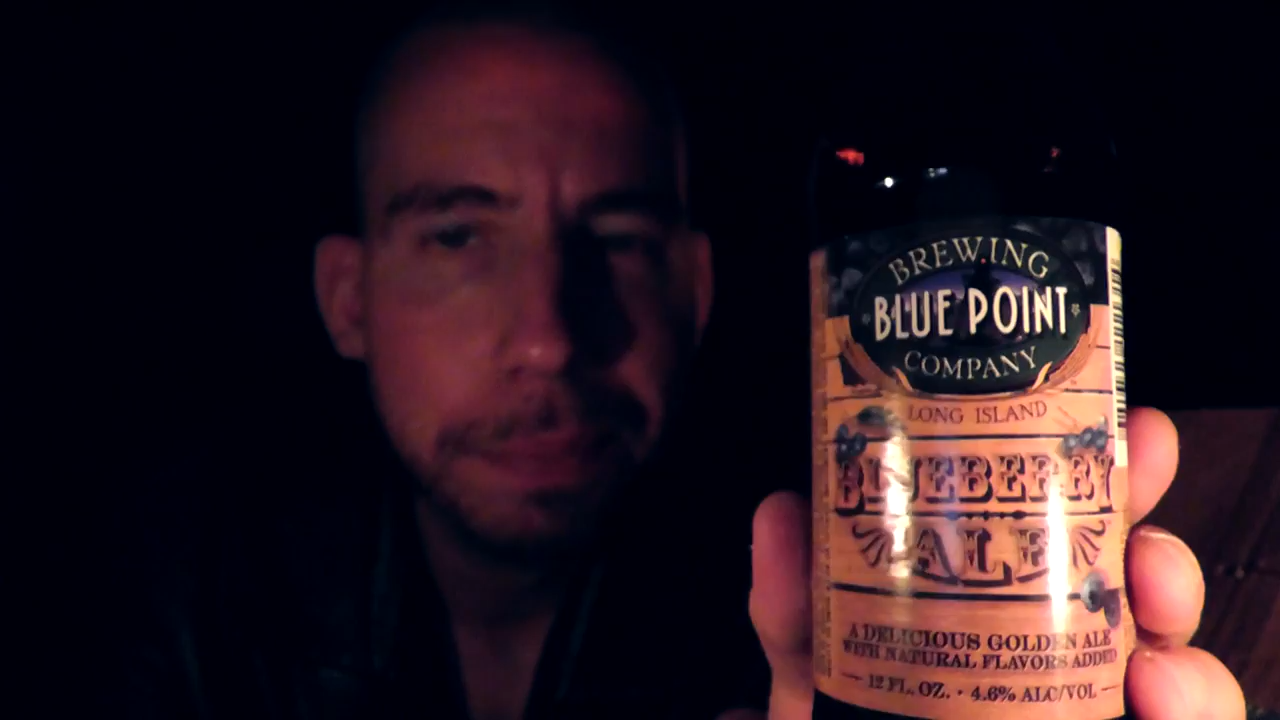 BREWING
BLUE POINT
COMPANY
LONG ISLAND
BLUEBERRY
ALE
A DELICIOUS GOLDEN ALE
WITH NATURAL FLAVORS ADDED
12 FL. OZ. · 4.6% ALC/VOL